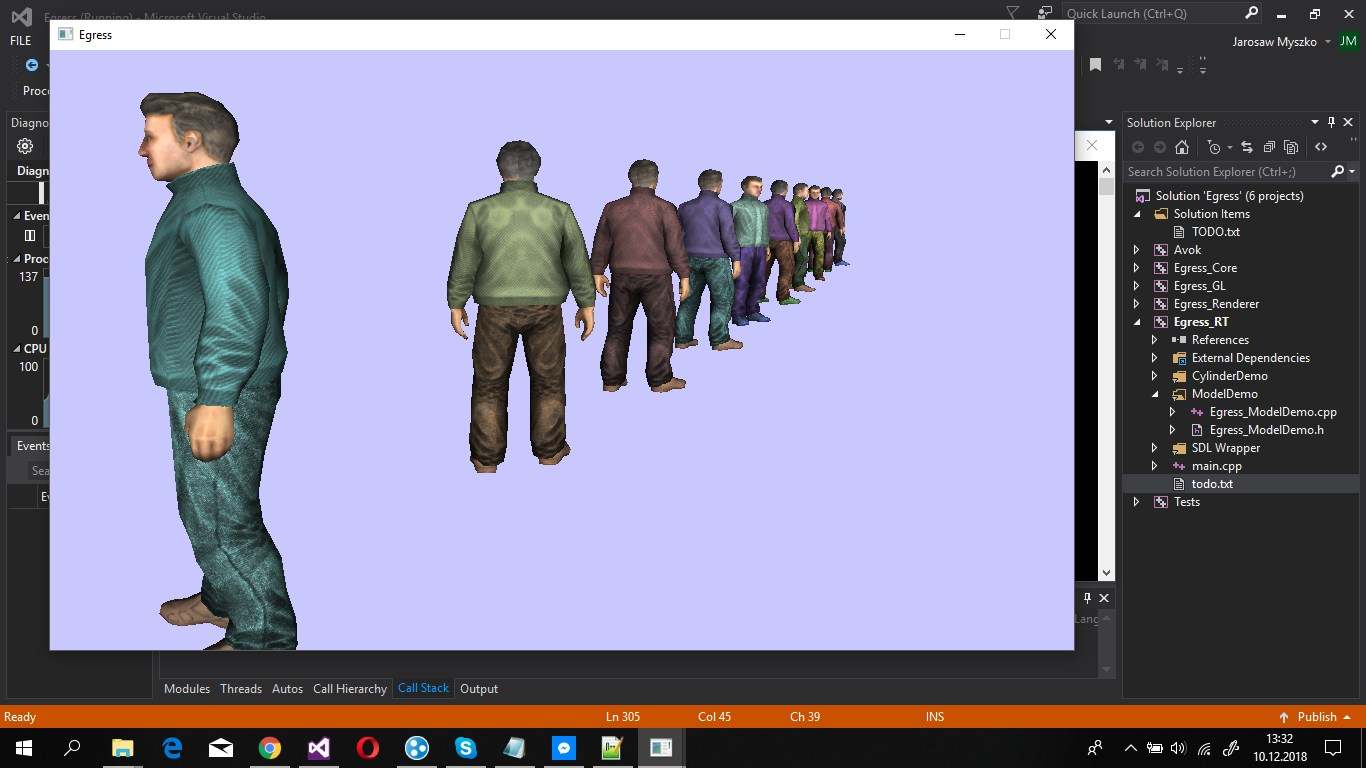 Egress (Running) - Microsoft Visual Studio
Quick Launch (Ctrl+Q)
Egress
FILE
Jarosaw Myszko
JM
Proce
Diagno
Solution Explorer
Search Solution Explorer (Ctrl+;)
Diagn
Even
Proc
137
0
CPU
100
0
Events
Sea
Ev
Solution 'Egress' (6 projects)
Solution Items
TODO.txt
Avok
Egress_Core
Egress_GL
Egress_Renderer
Egress_RT
References
External Dependencies
CylinderDemo
ModelDemo
Egress_ModelDemo.cpp
Egress_ModelDemo.h
SDL Wrapper
main.cpp
todo.txt
Tests
Lang
Modules Threads Autos Call Hierarchy Call Stack Output
Ready Ln 305 Col 45 Ch 39 INS Publish
13:32
10.12.2018